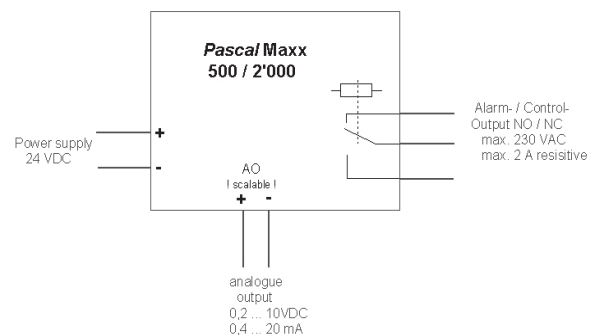 Pascal Maxx
500 / 2'000
Alarm- / Control-
Output NO / NC
max. 230 VAC
max. 2 A resisitive
Power supply
24 VDC
+
-
AO
! scalable !
+ -
analogue
output
0,2 ... 10VDC
0,4 ... 20 mA